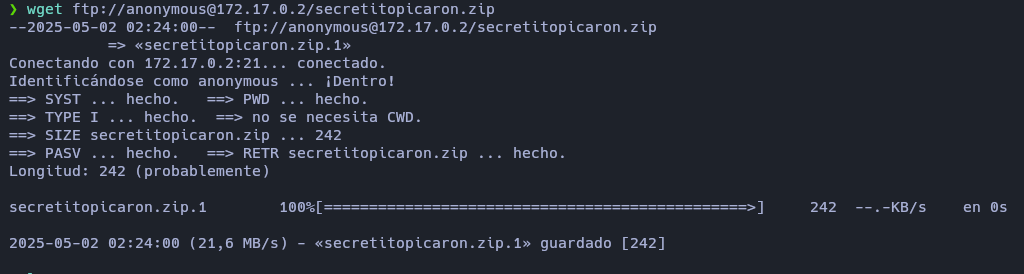 ❯ wget ftp://anonymous@172.17.0.2/secretitopicaron.zip
--2025-05-02 02:24:00--  ftp://anonymous@172.17.0.2/secretitopicaron.zip
           => «secretitopicaron.zip.1»
Conectando con 172.17.0.2:21... conectado.
Identificándose como anonymous ... ¡Dentro!
==> SYST ... hecho.   ==> PWD ... hecho.
==> TYPE I ... hecho.  ==> no se necesita CWD.
==> SIZE secretitopicaron.zip ... 242
==> PASV ... hecho.   ==> RETR secretitopicaron.zip ... hecho.
Longitud: 242 (probablemente)
secretitopicaron.zip.1        100%[===============================================>]     242  --.-KB/s    en 0s
2025-05-02 02:24:00 (21,6 MB/s) - «secretitopicaron.zip.1» guardado [242]